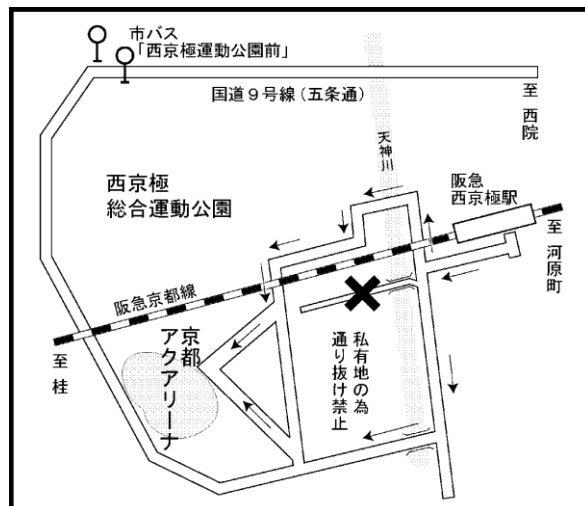 市バス
「西京極運動公園前」
国道9号線(五条通)
至 西院
天神川
阪急
西京極駅
西京極
総合運動公園
至 河原町
阪急京都線
至 桂
京都
アクアリーナ
私有地の為
通り抜け禁止